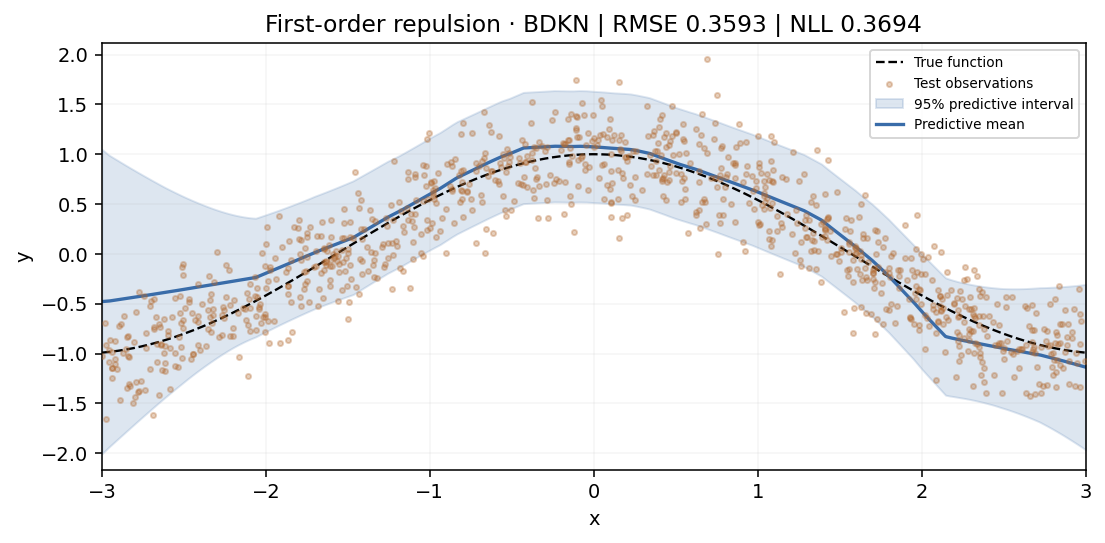 First-order repulsion · BDKN | RMSE 0.3593 | NLL 0.3694
True function
Test observations
95% predictive interval
Predictive mean
y
2.0
1.5
1.0
0.5
0.0
−0.5
−1.0
−1.5
−2.0
−3 −2 −1 0 1 2 3
x